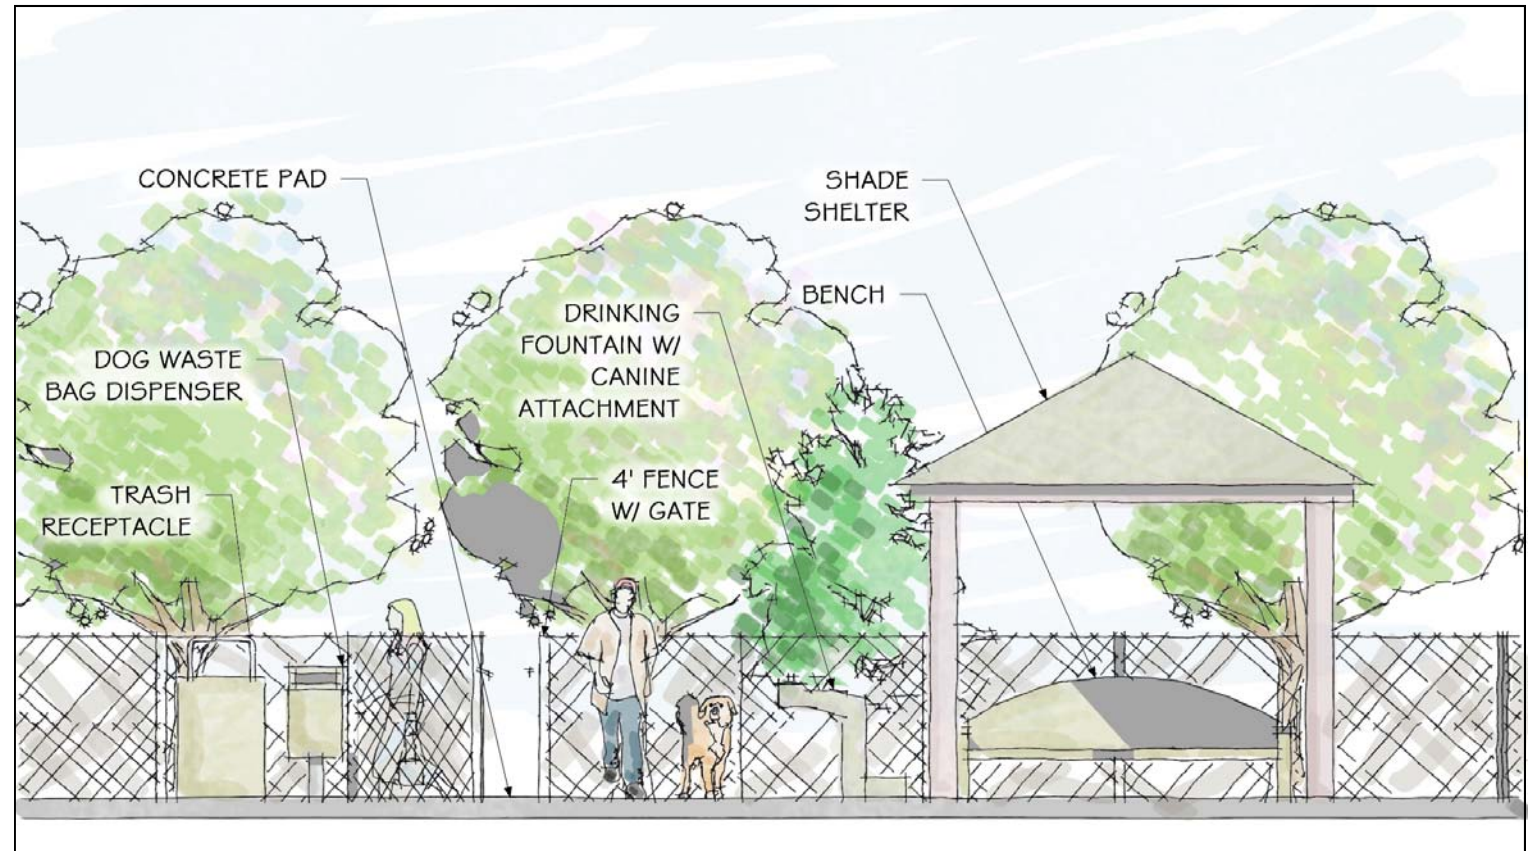 CONCRETE PAD
SHADE
SHELTER
BENCH
DRINKING
FOUNTAIN W/
CANINE
ATTACHMENT
DOG WASTE
BAG DISPENSER
4' FENCE
W/ GATE
TRASH
RECEPTACLE